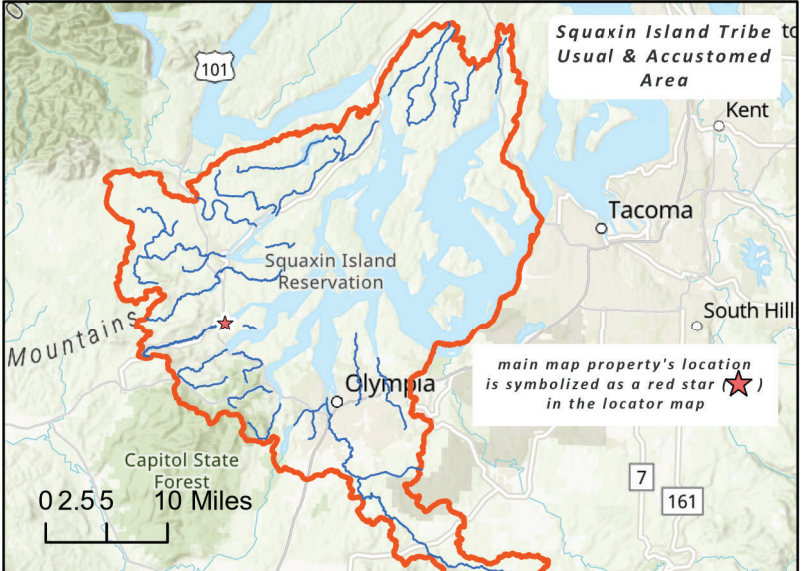 Squaxin Island Tribe
Usual & Accustomed
Area
to
101
Kent
Tacoma
Squaxin Island
Reservation
South Hill
Mountains
main map property's location
is symbolized as a red star ( )
in the locator map
Olympia
Capitol State
Forest
7
161
0 2.5 5 10 Miles